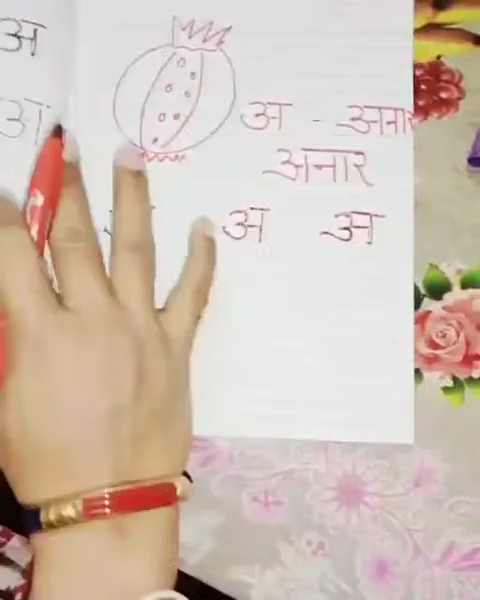 अ
अ - अनार
अ
अनार
अ अ